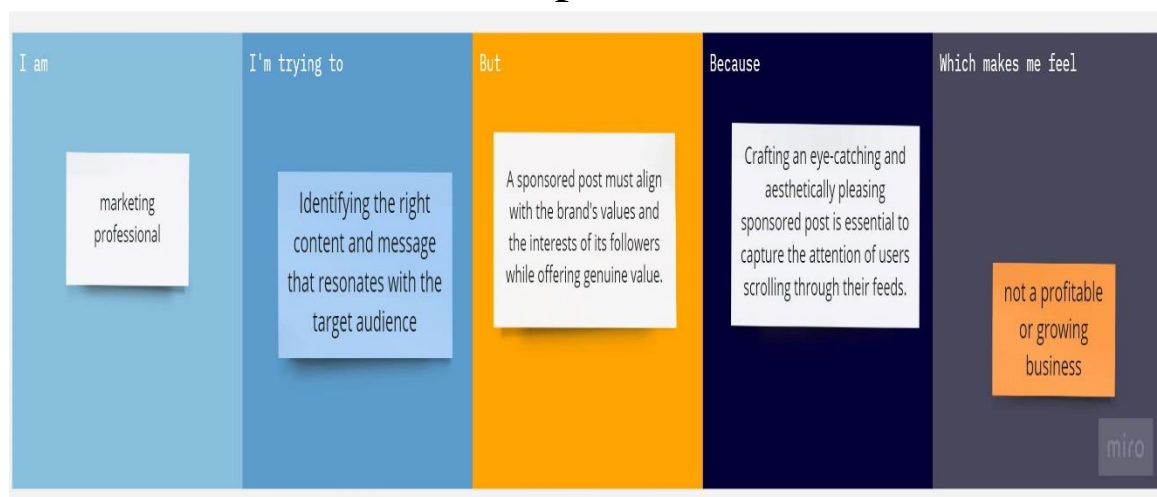 I am
I'm trying to
But
Because
Which makes me feel
marketing
professional
Identifying the right
content and message
that resonates with the
target audience
A sponsored post must align
with the brand's values and
the interests of its followers
while offering genuine value.
Crafting an eye-catching and
aesthetically pleasing
sponsored post is essential to
capture the attention of users
scrolling through their feeds.
not a profitable
or growing
business
miro